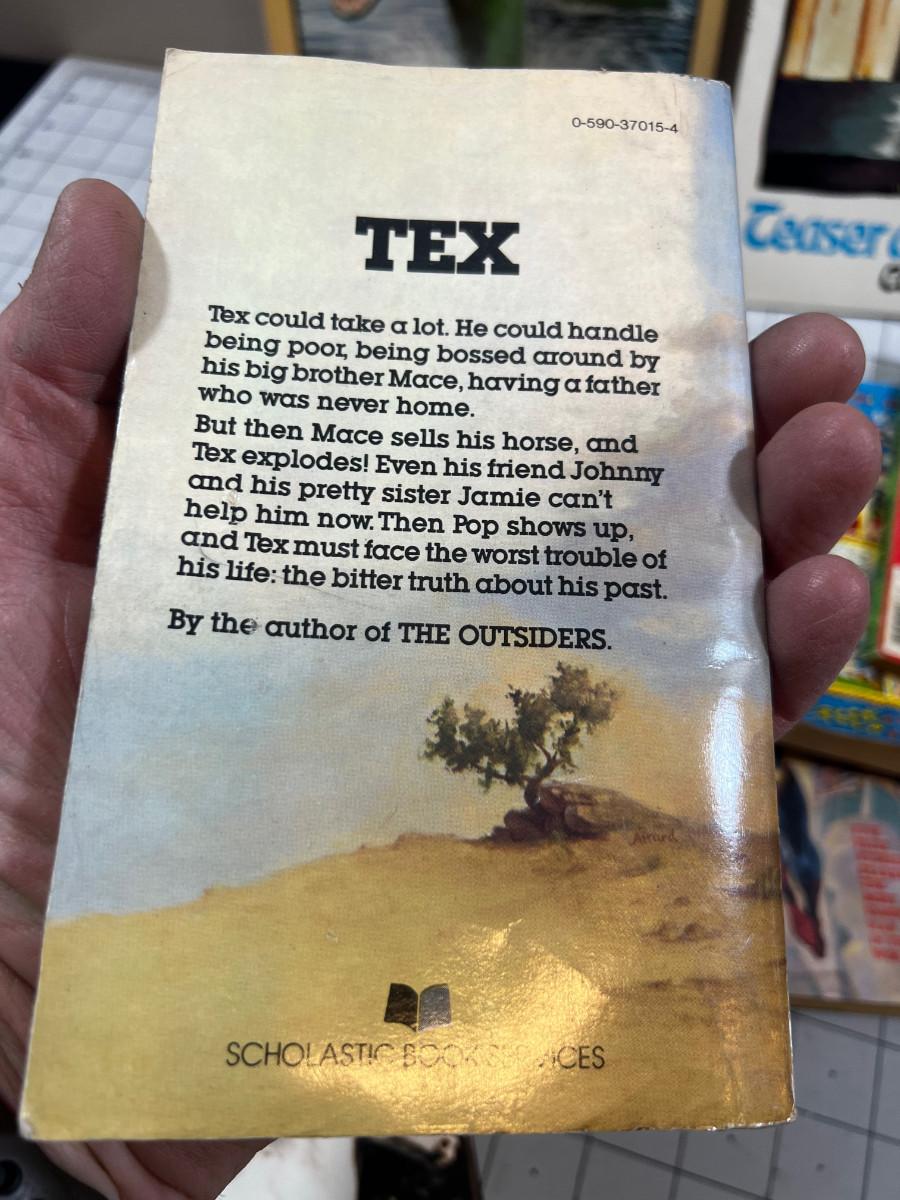 0-590-37015-4
TEX
Tex could take a lot. He could handle
being poor, being bossed around by
his big brother Mace, having a father
who was never home.
But then Mace sells his horse, and
Tex explodes! Even his friend Johnny
and his pretty sister Jamie can't
help him now. Then Pop shows up,
and Tex must face the worst trouble of
his life: the bitter truth about his past.
By the author of THE OUTSIDERS.
SCHOLASTIC BOOK SERVICES
Teaser